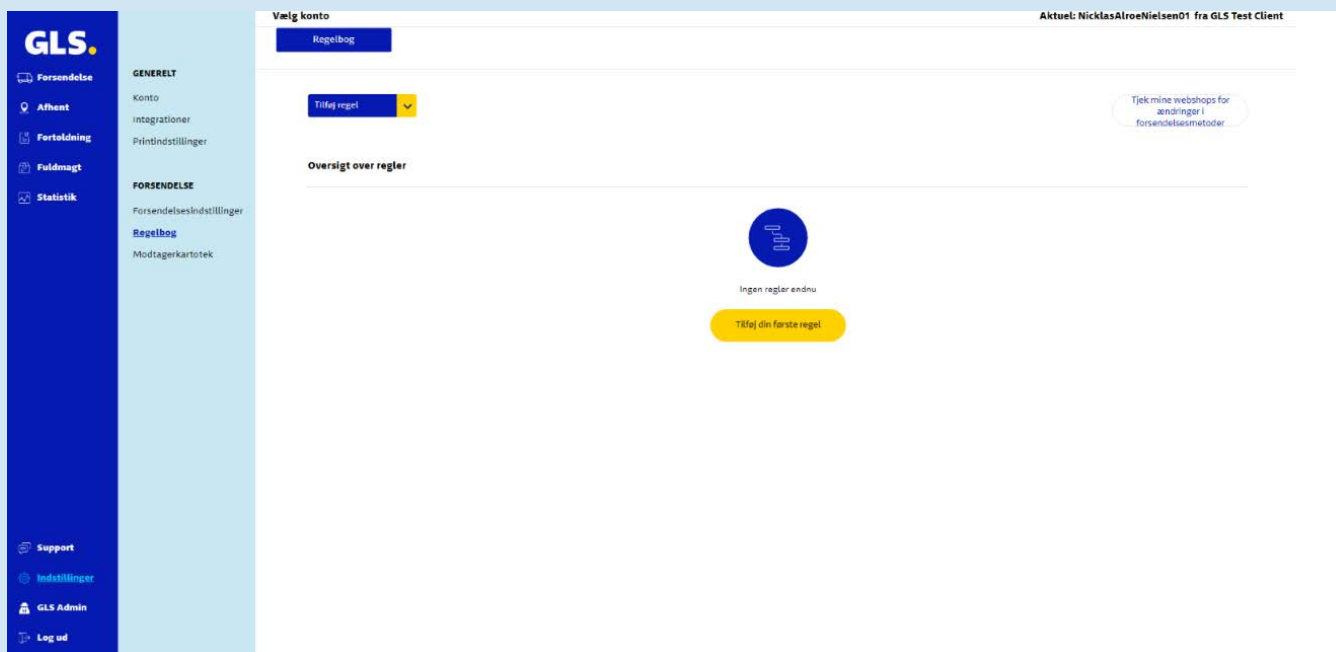 GLS.
Forsendelse
Afhent
Fortoldning
Fuldmagt
Statistik
Support
Indstillinger
GLS Admin
Log ud
GENERELT
Konto
Integrationer
Printindstillinger
FORSENDELSE
Forsendelsesindstillinger
Regelbog
Modtagerkartotek
Vælg konto
Aktuel: NicklasAlroeNielsen01 fra GLS Test Client
Regelbog
Tilføj regel
Tjek mine webshops for
ændringer i
forsendelsesmetoder
Oversigt over regler
Ingen regler endnu
Tilføj din første regel